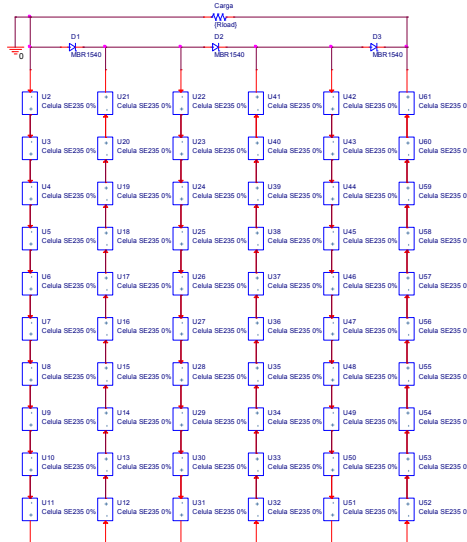 Carga
(Rload)
D1
D2
D3
MBR1540
MBR1540
MBR1540
0
U2
U21
U22
U41
U42
U61
Celula SE235 0%
Celula SE235 0%
Celula SE235 0%
Celula SE235 0%
Celula SE235 0%
Celula SE235 0
U3
U20
U23
U40
U43
U60
Celula SE235 0%
Celula SE235 0%
Celula SE235 0%
Celula SE235 0%
Celula SE235 0%
Celula SE235 0
U4
U19
U24
U39
U44
U59
Celula SE235 0%
Celula SE235 0%
Celula SE235 0%
Celula SE235 0%
Celula SE235 0%
Celula SE235 0
U5
U18
U25
U38
U45
U58
Celula SE235 0%
Celula SE235 0%
Celula SE235 0%
Celula SE235 0%
Celula SE235 0%
Celula SE235 0
U6
U17
U26
U37
U46
U57
Celula SE235 0%
Celula SE235 0%
Celula SE235 0%
Celula SE235 0%
Celula SE235 0%
Celula SE235 0
U7
U16
U27
U36
U47
U56
Celula SE235 0%
Celula SE235 0%
Celula SE235 0%
Celula SE235 0%
Celula SE235 0%
Celula SE235 0
U8
U15
U28
U35
U48
U55
Celula SE235 0%
Celula SE235 0%
Celula SE235 0%
Celula SE235 0%
Celula SE235 0%
Celula SE235 0
U9
U14
U29
U34
U49
U54
Celula SE235 0%
Celula SE235 0%
Celula SE235 0%
Celula SE235 0%
Celula SE235 0%
Celula SE235 0
U10
U13
U30
U33
U50
U53
Celula SE235 0%
Celula SE235 0%
Celula SE235 0%
Celula SE235 0%
Celula SE235 0%
Celula SE235 0
U11
U12
U31
U32
U51
U52
Celula SE235 0%
Celula SE235 0%
Celula SE235 0%
Celula SE235 0%
Celula SE235 0%
Celula SE235 0